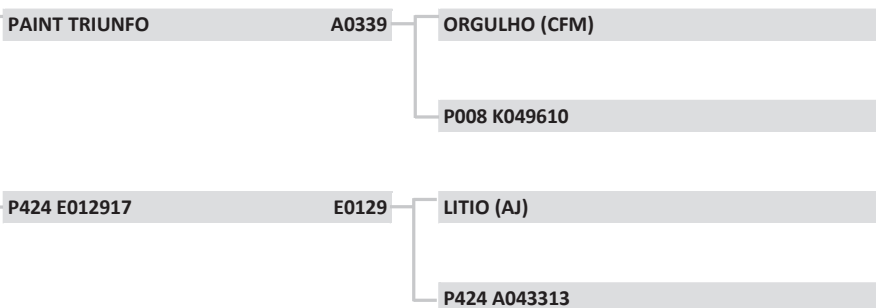 PAINT TRIUNFO A0339 ORGULHO (CFM)
P008 K049610
P424 E012917 E0129 LITIO (AJ)
P424 A043313